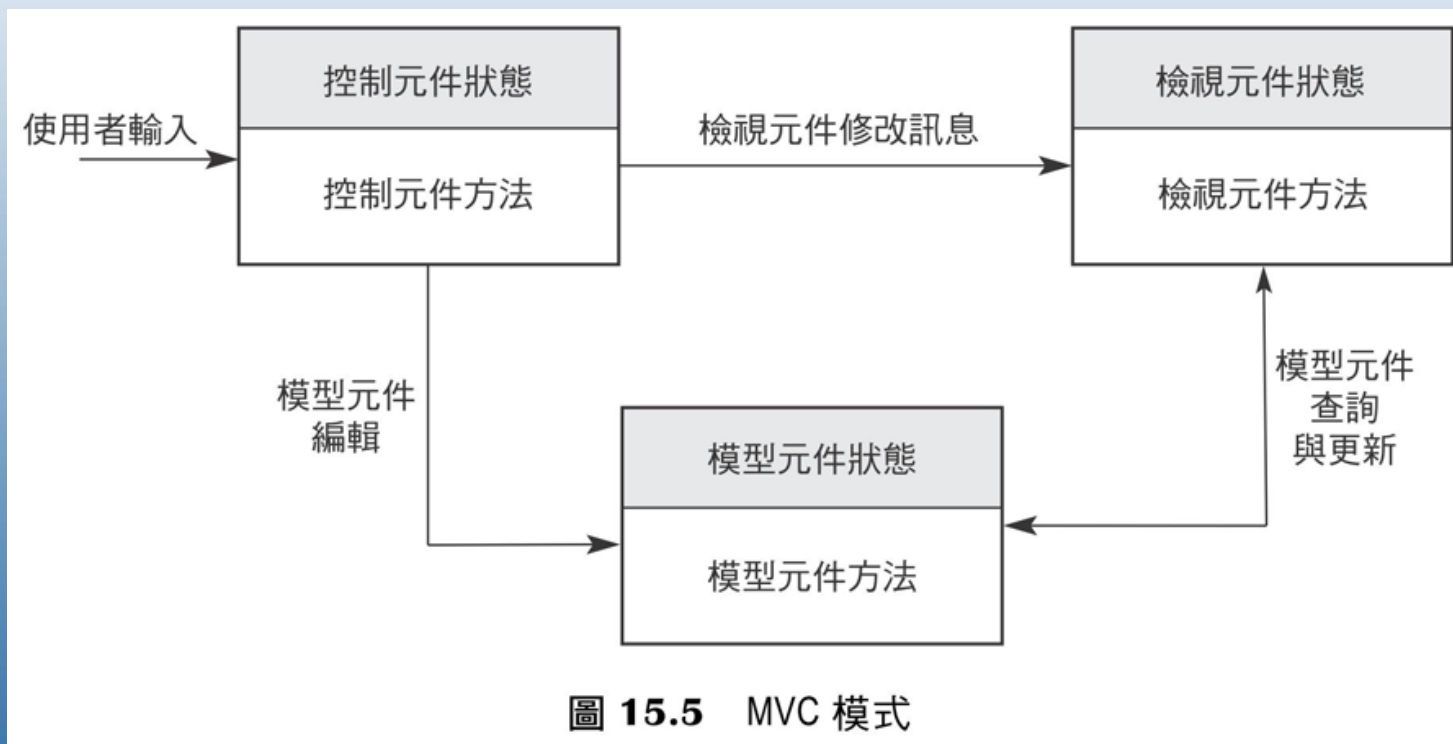 控制元件狀態
檢視元件狀態
使用者輸入
檢視元件修改訊息
控制元件方法
檢視元件方法
模型元件
編輯
模型元件
查詢
與更新
模型元件狀態
模型元件方法
圖 15.5 MVC 模式